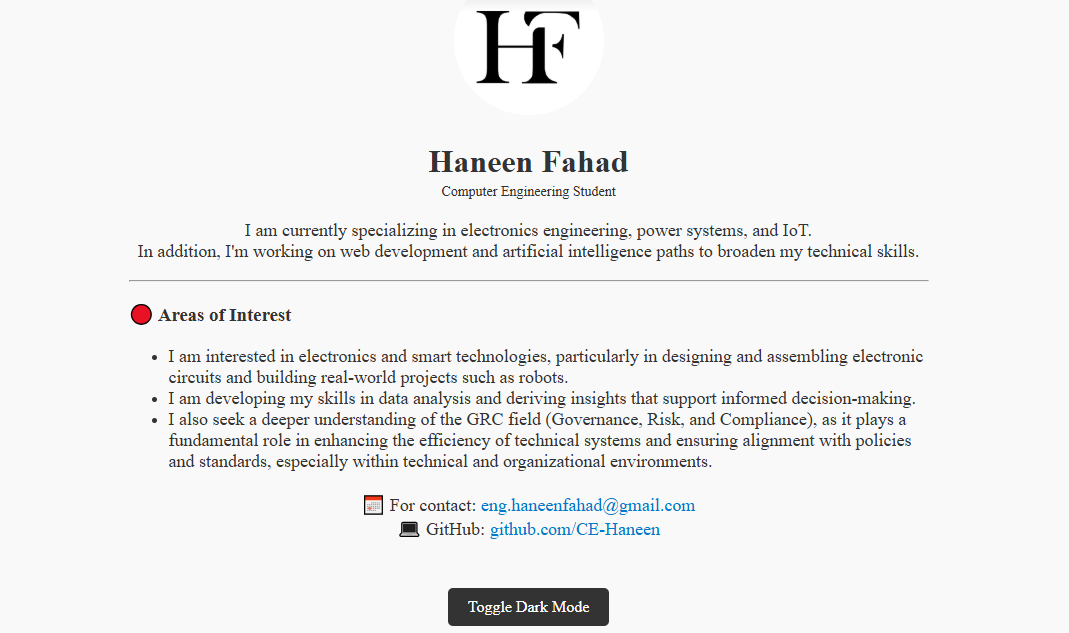 HF
Haneen Fahad
Computer Engineering Student
I am currently specializing in electronics engineering, power systems, and IoT.
In addition, I'm working on web development and artificial intelligence paths to broaden my technical skills.
Areas of Interest
• I am interested in electronics and smart technologies, particularly in designing and assembling electronic
circuits and building real-world projects such as robots.
• I am developing my skills in data analysis and deriving insights that support informed decision-making.
• I also seek a deeper understanding of the GRC field (Governance, Risk, and Compliance), as it plays a
fundamental role in enhancing the efficiency of technical systems and ensuring alignment with policies
and standards, especially within technical and organizational environments.
For contact: eng.haneenfahad@gmail.com
GitHub: github.com/CE-Haneen
Toggle Dark Mode